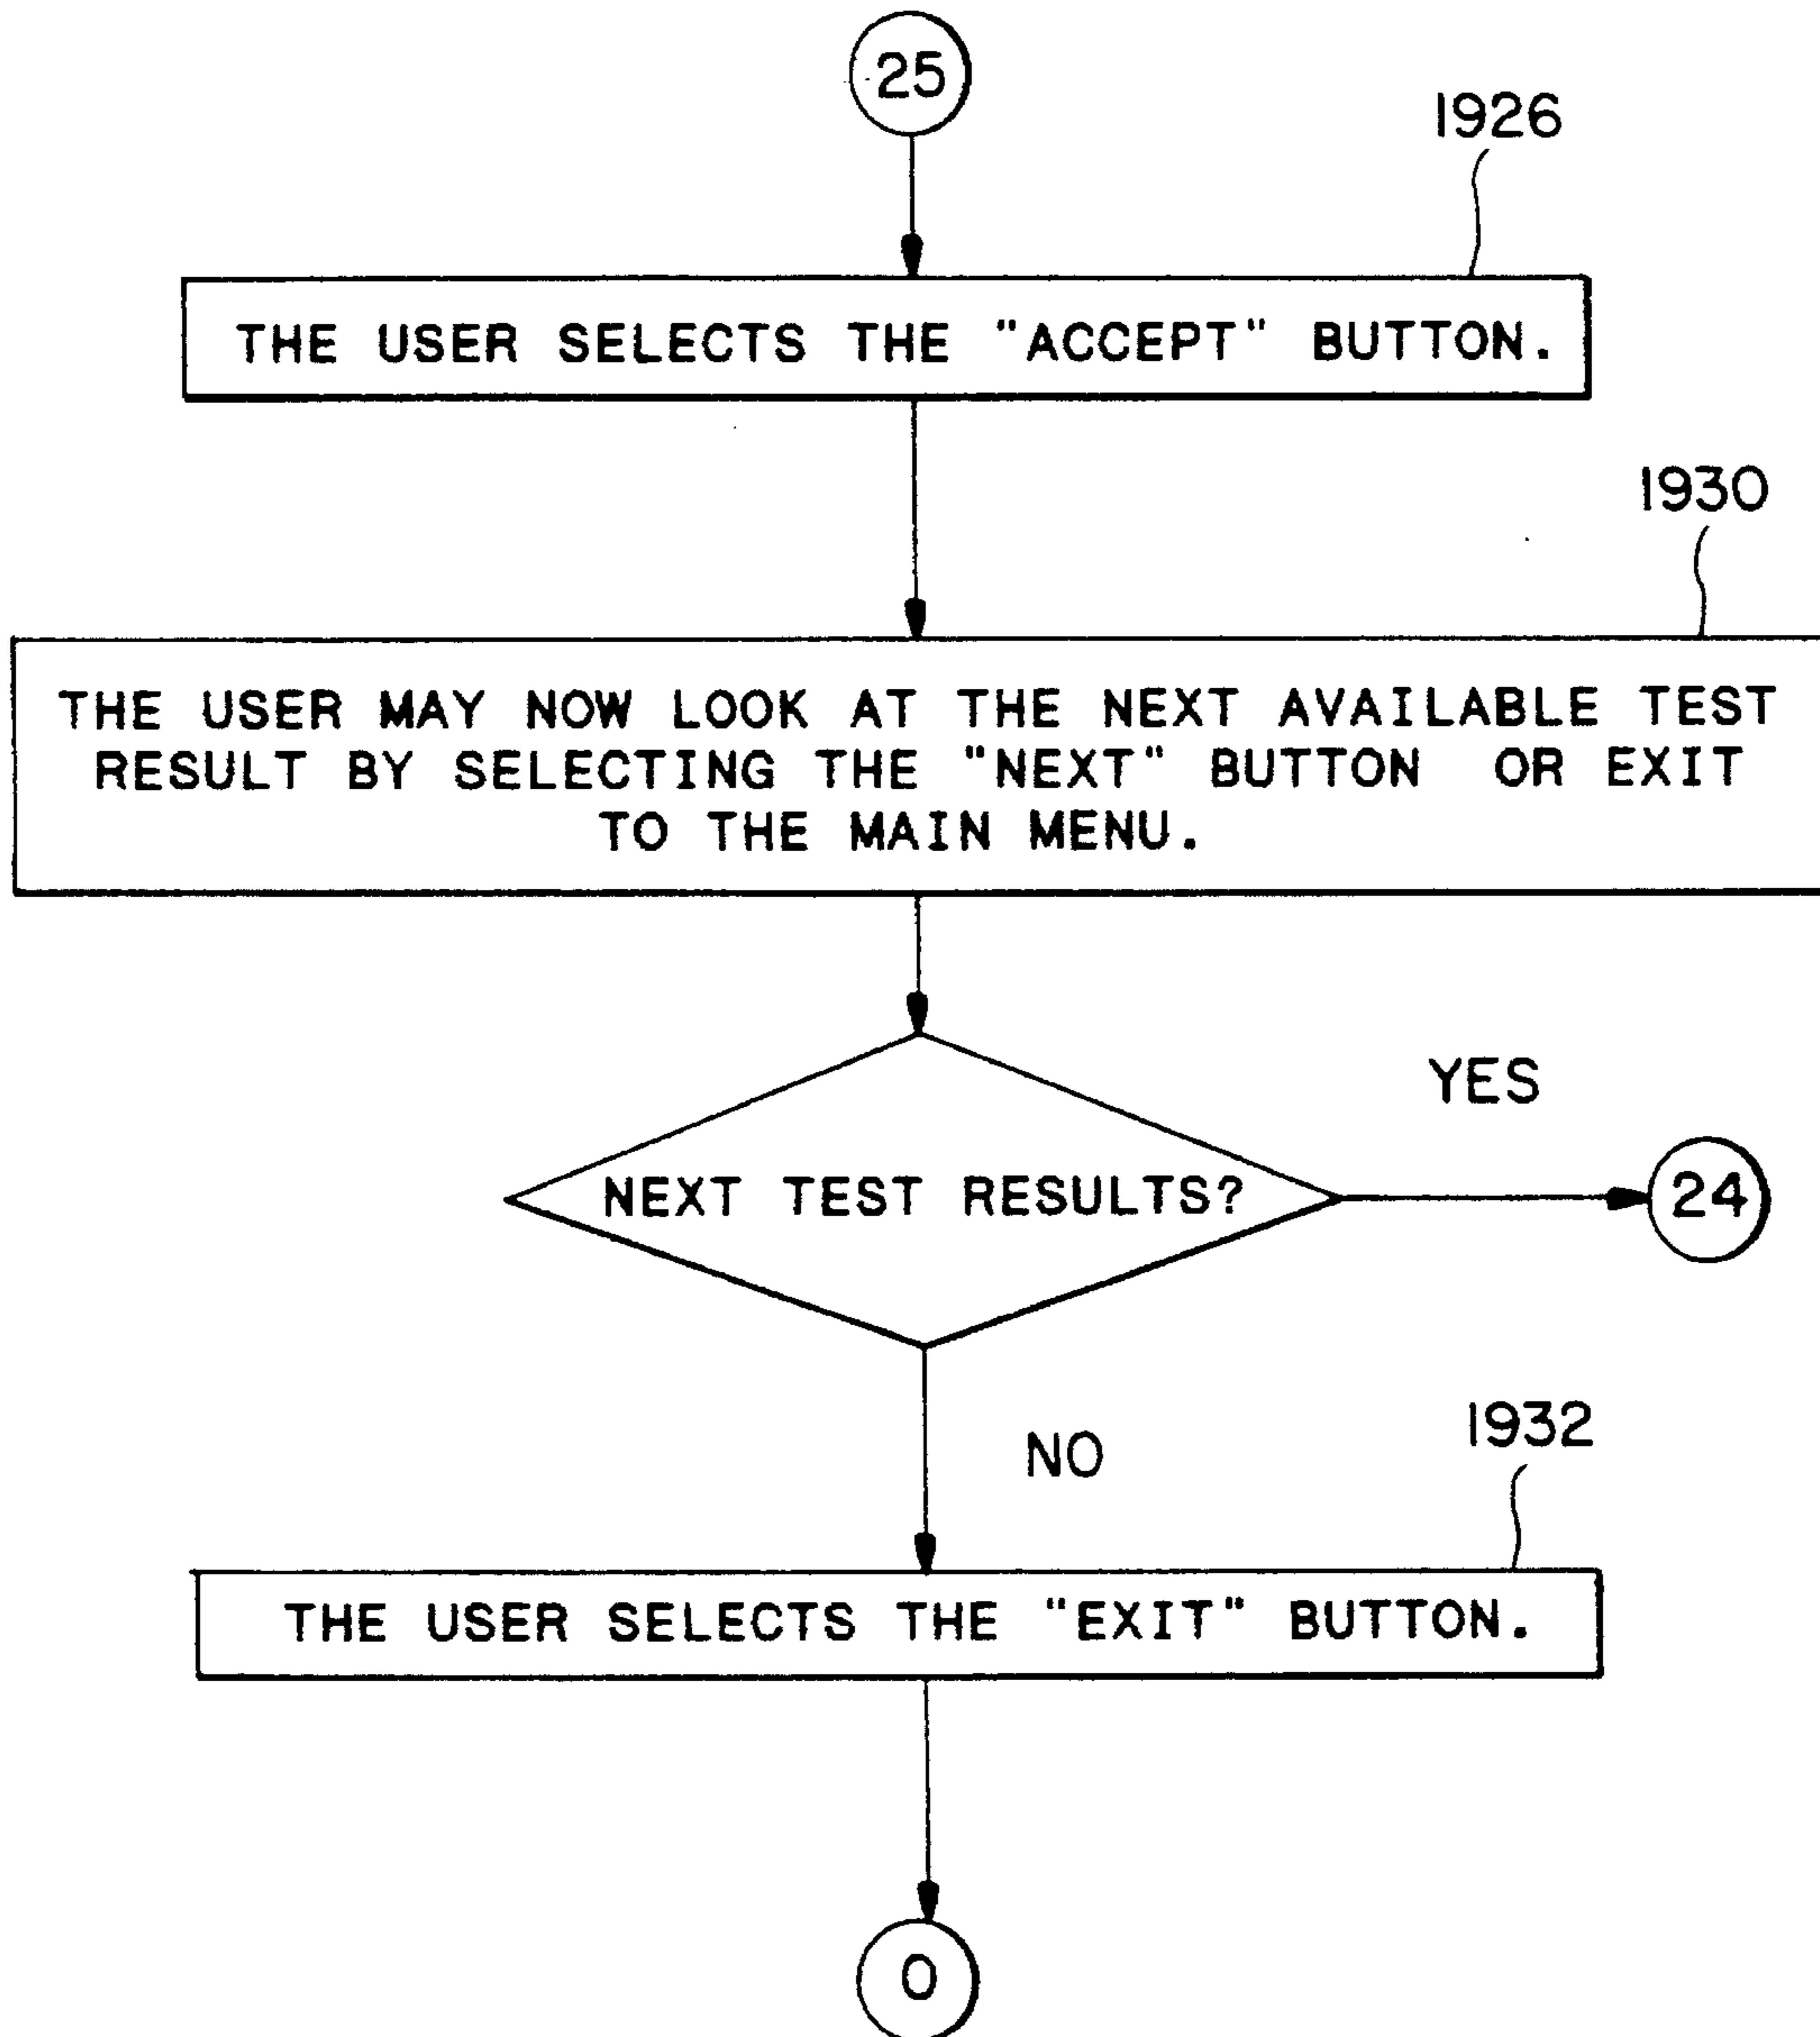 25
1926
THE USER SELECTS THE "ACCEPT" BUTTON.
1930
THE USER MAY NOW LOOK AT THE NEXT AVAILABLE TEST
RESULT BY SELECTING THE "NEXT" BUTTON OR EXIT
TO THE MAIN MENU.
YES
NEXT TEST RESULTS?
24
NO
1932
THE USER SELECTS THE "EXIT" BUTTON.
0